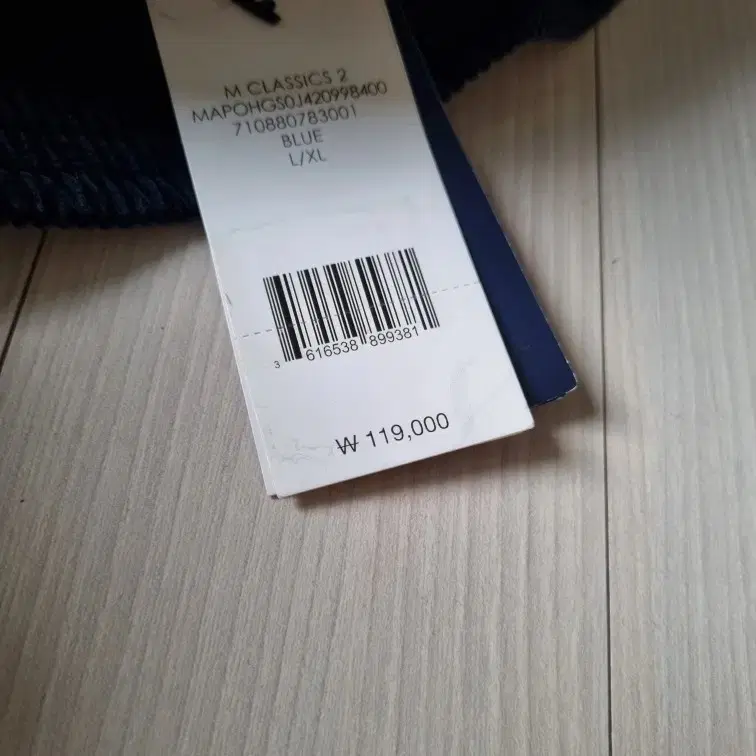 M CLASSICS 2
MAPOHGS0J420998400
710880783001
BLUE
L/XL
3 616538 899381
₩ 119,000